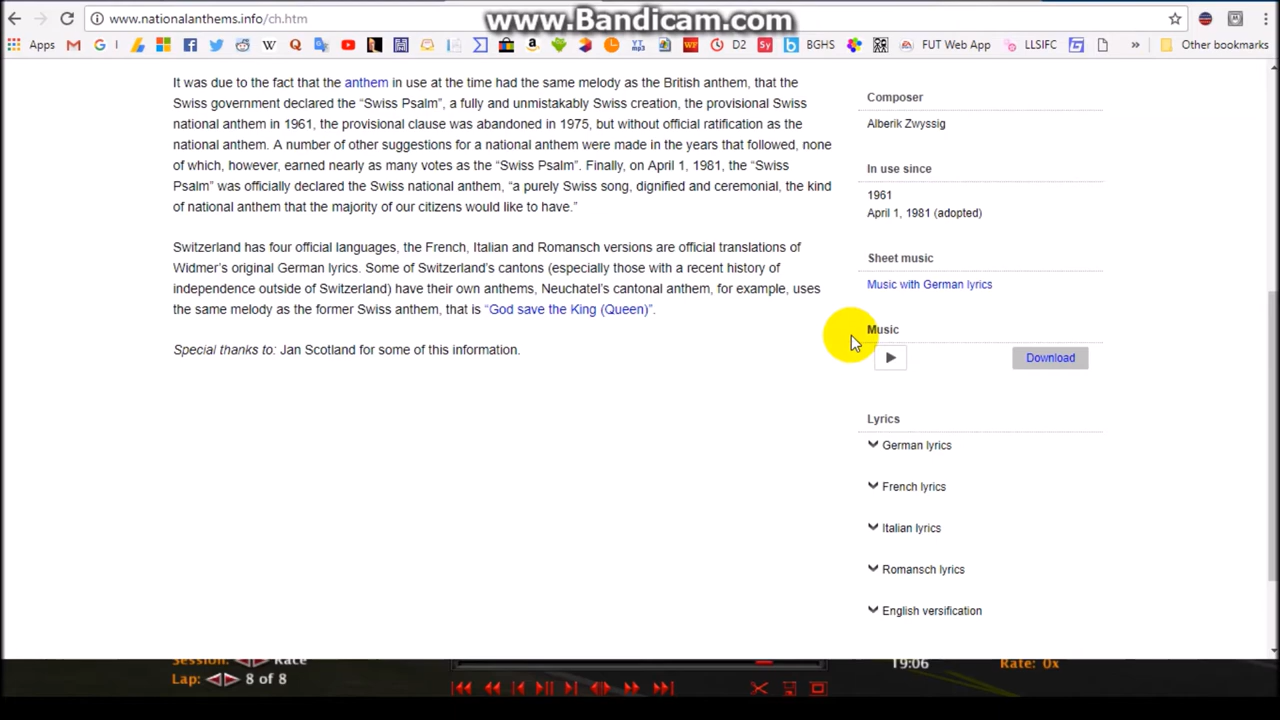 www.Bandicam.com
www.nationalanthems.info/ch.htm
Apps D2 BGHS FUT Web App LLSIFC » Other bookmarks
It was due to the fact that the anthem in use at the time had the same melody as the British anthem, that the
Swiss government declared the “Swiss Psalm”, a fully and unmistakably Swiss creation, the provisional Swiss
national anthem in 1961, the provisional clause was abandoned in 1975, but without official ratification as the
national anthem. A number of other suggestions for a national anthem were made in the years that followed, none
of which, however, earned nearly as many votes as the “Swiss Psalm”. Finally, on April 1, 1981, the “Swiss
Psalm” was officially declared the Swiss national anthem, “a purely Swiss song, dignified and ceremonial, the kind
of national anthem that the majority of our citizens would like to have.”
Switzerland has four official languages, the French, Italian and Romansch versions are official translations of
Widmer’s original German lyrics. Some of Switzerland’s cantons (especially those with a recent history of
independence outside of Switzerland) have their own anthems, Neuchatel’s cantonal anthem, for example, uses
the same melody as the former Swiss anthem, that is “God save the King (Queen)”.
Special thanks to: Jan Scotland for some of this information.
Composer
Alberik Zwyssig
In use since
1961
April 1, 1981 (adopted)
Sheet music
Music with German lyrics
Music
Download
Lyrics
German lyrics
French lyrics
Italian lyrics
Romansch lyrics
English versification
Session: Race
19:06 Rate: 0x
Lap: 8 of 8